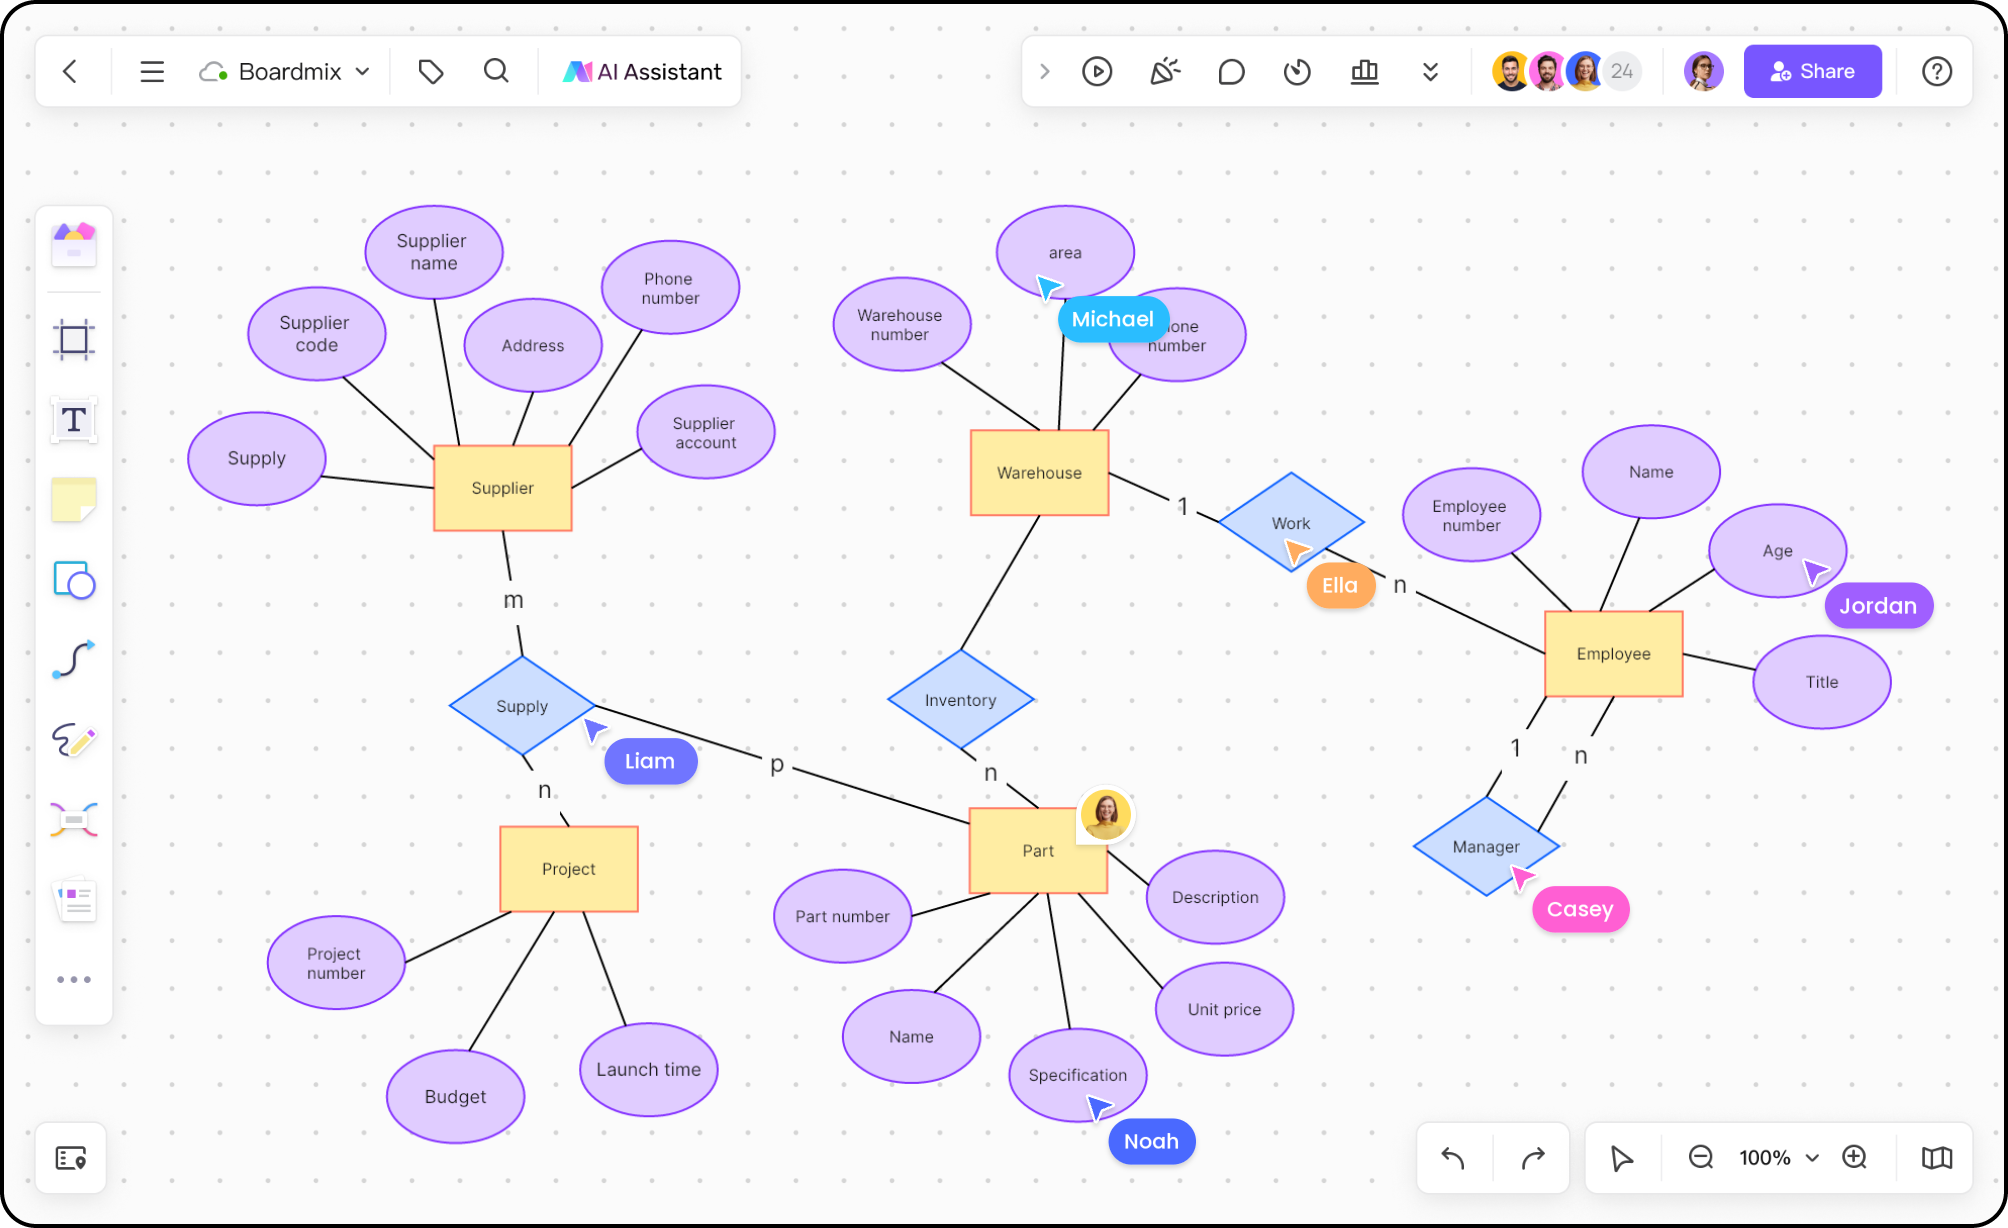 Boardmix
AI Assistant
24
Share
Supplier
name
Phone
number
Supplier
code
Address
Supplier
account
Supply
Supplier
m
Supply
Liam
n
p
Project
Project
number
Budget
Launch time
area
Michael
Warehouse
number
one
number
Warehouse
1
Work
Ella
n
Inventory
n
Part
Part number
Description
Name
Unit price
Specification
Noah
Employee
number
Name
Age
Jordan
Employee
Title
1
n
Manager
Casey
T
100%